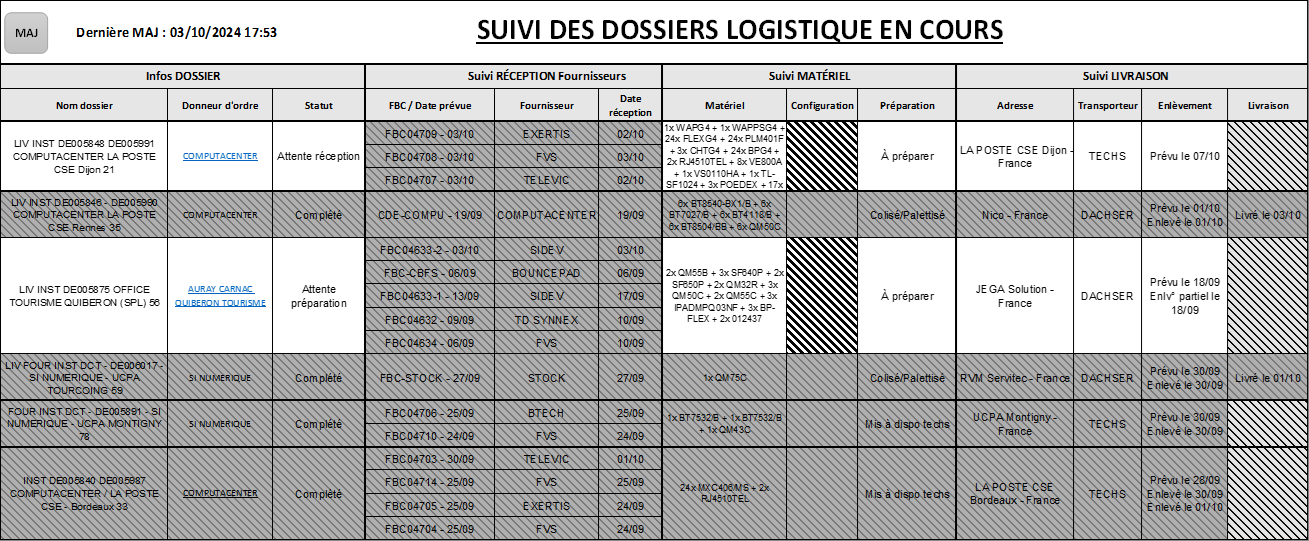 MAJ
Dernière MAJ : 03/10/2024 17:53
SUIVI DES DOSSIERS LOGISTIQUE EN COURS
Infos DOSSIER
Suivi RÉCEPTION Fournisseurs
Suivi MATÉRIEL
Suivi LIVRAISON
Nom dossier
Donneur d'ordre
Statut
FBC / Date prévue
Fournisseur
Date
réception
Matériel
Configuration
Préparation
Adresse
Transporteur
Enlèvement
Livraison
LIV INST DE005848 DE005991
COMPUTACENTER LA POSTE
CSE Dijon 21
COMPUTACENTER
Attente réception
FBC04709 - 03/10
EXERTIS
02/10
FBC04708 - 03/10
FVS
03/10
FBC04707 - 03/10
TELEVIC
02/10
1x WAPG4 + 1x WAPPSG4 +
24x FLEXG4 + 24x PLM401F
+ 3x CHTG4 + 24x BPG4 +
2x RJ4510TEL + 8x VE800A
+ 1x VS0110HA + 1x TL-
SF1024 + 3x POEDEX + 17x
À préparer
LA POSTE CSE Dijon -
France
TECHS
Prévu le 07/10
LIV INST DE005846 - DE005990
COMPUTACENTER LA POSTE
CSE Rennes 35
COMPUTACENTER
Complété
CDE-COMPU - 19/09
COMPUTACENTER
19/09
6x BT8540-BX1/B + 6x
BT7027/B + 6x BT4118/B +
6x BT8504/BB + 6x QM50C
Colisé/Palettisé
Nico - France
DACHSER
Prévu le 01/10
Enlevé le 01/10
Livré le 03/10
LIV INST DE005875 OFFICE
TOURISME QUIBERON (SPL) 56
AURAY CARNAC
QUIBERON TOURISME
Attente
préparation
FBC04633-2 - 03/10
SIDEV
03/10
FBC-CBFS - 06/09
BOUNCEPAD
06/09
FBC04633-1 - 13/09
SIDEV
17/09
FBC04632 - 09/09
TD SYNNEX
10/09
FBC04634 - 06/09
FVS
10/09
2x QM55B + 3x SF640P + 2x
SF650P + 2x QM32R + 3x
QM50C + 2x QM55C + 3x
IPADMPQ03NF + 3x BP-
FLEX + 2x 012437
À préparer
JEGA Solution -
France
DACHSER
Prévu le 18/09
Enlv° partiel le
18/09
LIV FOUR INST DCT - DE006017 -
SI NUMERIQUE - UCPA
TOURCOING 59
SI NUMERIQUE
Complété
FBC-STOCK - 27/09
STOCK
27/09
1x QM75C
Colisé/Palettisé
RVM Servitec - France
DACHSER
Prévu le 30/09
Enlevé le 30/09
Livré le 01/10
FOUR INST DCT - DE005891 - SI
NUMERIQUE - UCPA MONTIGNY
78
SI NUMERIQUE
Complété
FBC04706 - 25/09
BTECH
25/09
FBC04710 - 24/09
FVS
24/09
1x BT7532/B + 1x BT7532/B
+ 1x QM43C
Mis à dispo techs
UCPA Montigny -
France
TECHS
Prévu le 30/09
Enlevé le 30/09
INST DE005840 DE005987
COMPUTACENTER / LA POSTE
CSE - Bordeaux 33
COMPUTACENTER
Complété
FBC04703 - 30/09
TELEVIC
01/10
FBC04714 - 25/09
FVS
25/09
FBC04705 - 25/09
EXERTIS
24/09
FBC04704 - 25/09
FVS
24/09
24x MXC406/MS + 2x
RJ4510TEL
Mis à dispo techs
LA POSTE CSE
Bordeaux - France
TECHS
Prévu le 28/09
Enlevé le 30/09
Enlevé le 01/10